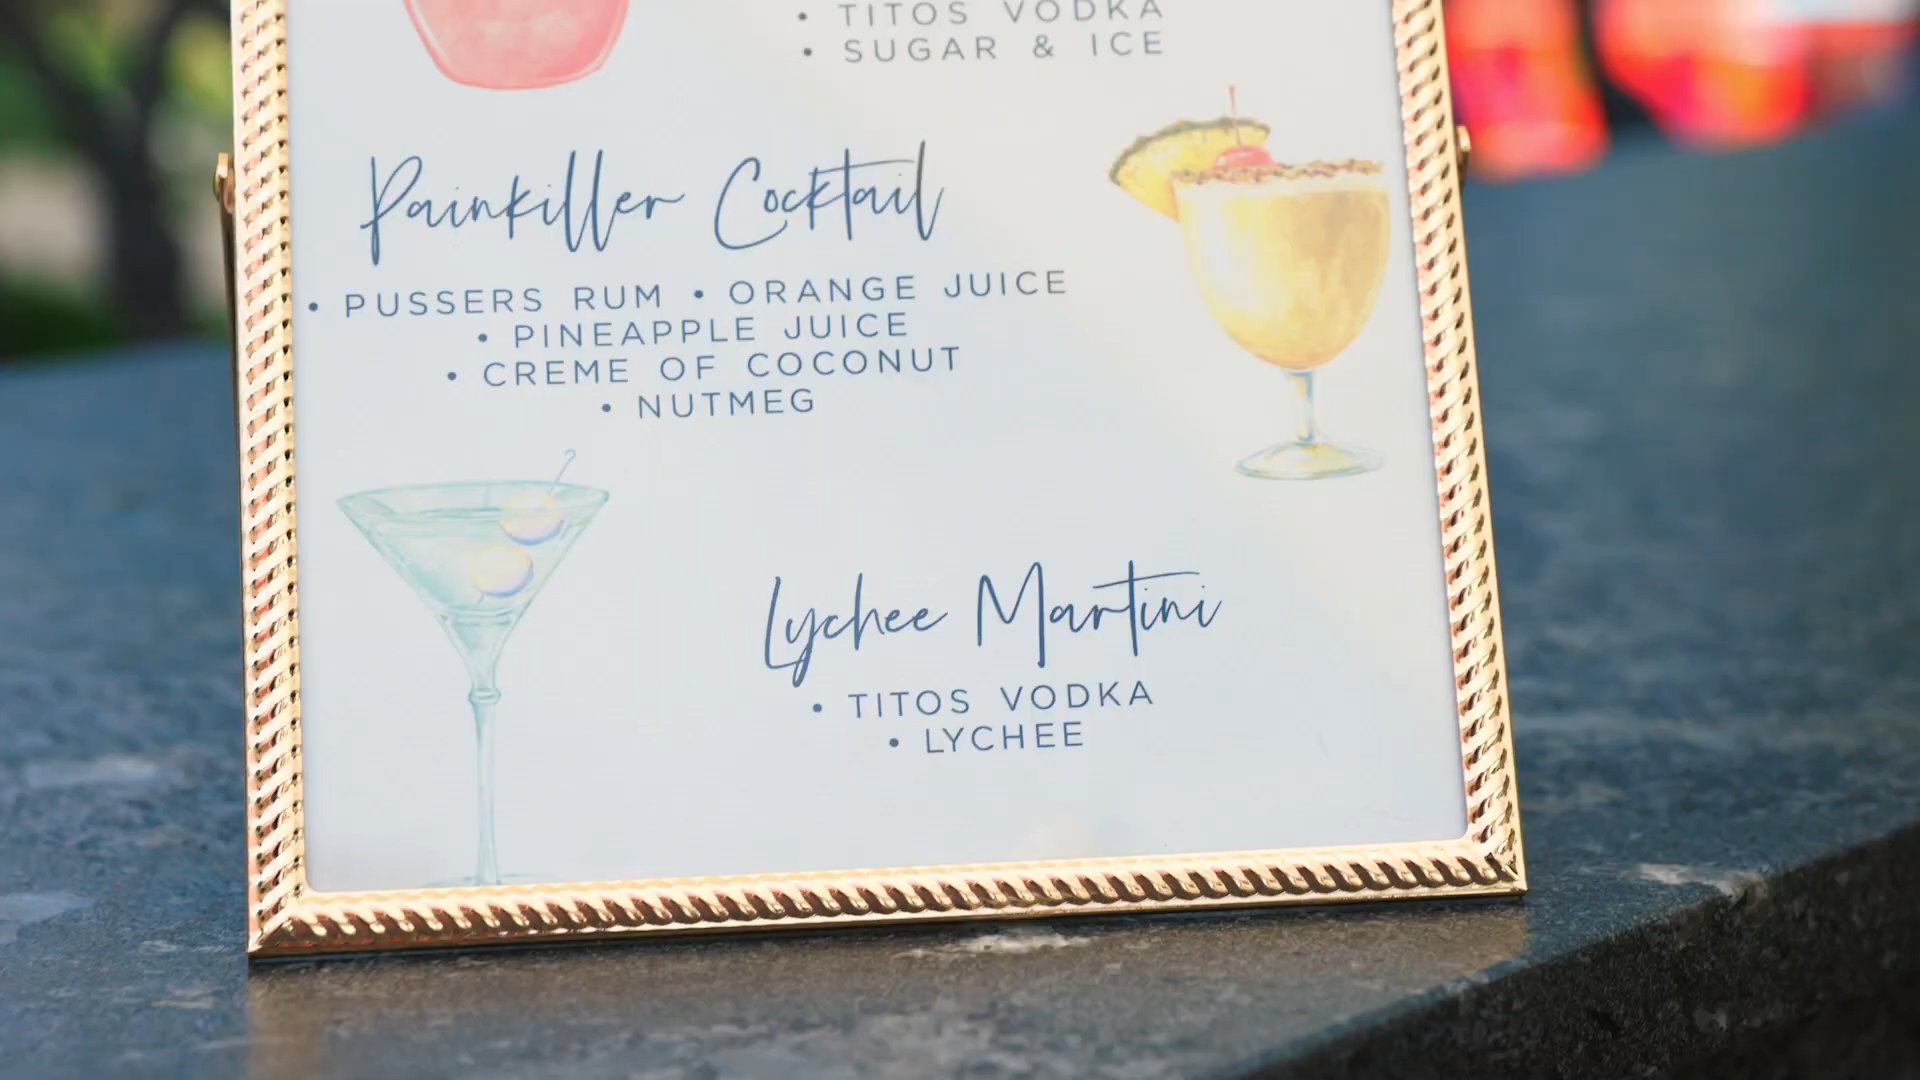 • TITOS VODKA
• SUGAR & ICE
Painkiller Cocktail
• PUSSERS RUM • ORANGE JUICE
• PINEAPPLE JUICE
• CREME OF COCONUT
• NUTMEG
Lychee Martini
• TITOS VODKA
• LYCHEE